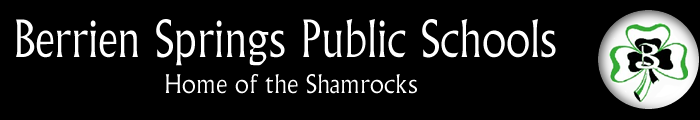 Berrien Springs Public Schools
Home of the Shamrocks
B